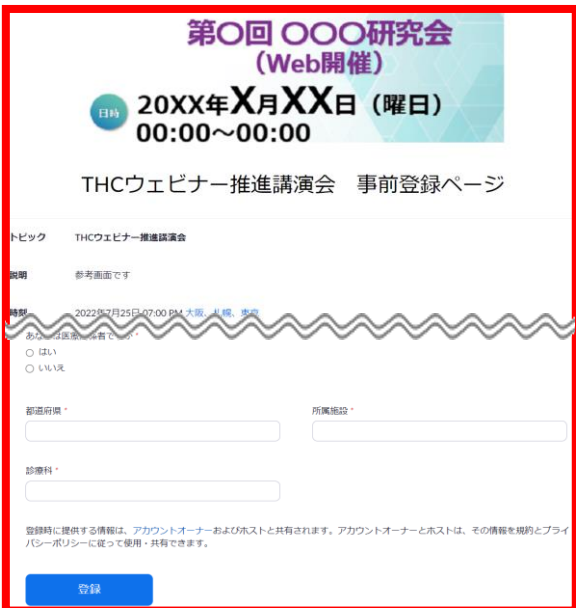 第〇回 〇〇〇研究会
(Web開催)
日時
20XX年X月XX日（曜日）
00:00～00:00
THCウェビナー推進講演会　事前登録ページ
トピック THCウェビナー推進講演会
説明 参考画面です
時刻 2022年7月25日 07:00 PM 大阪、札幌、東京
は医療 者で *
はい
いいえ
都道府県 * 所属施設 *
診療科 *
登録時に提供する情報は、アカウントオーナーおよびホストと共有されます。アカウントオーナーとホストは、その情報を規約とプライ
バシーポリシーに従って使用・共有できます。
登録